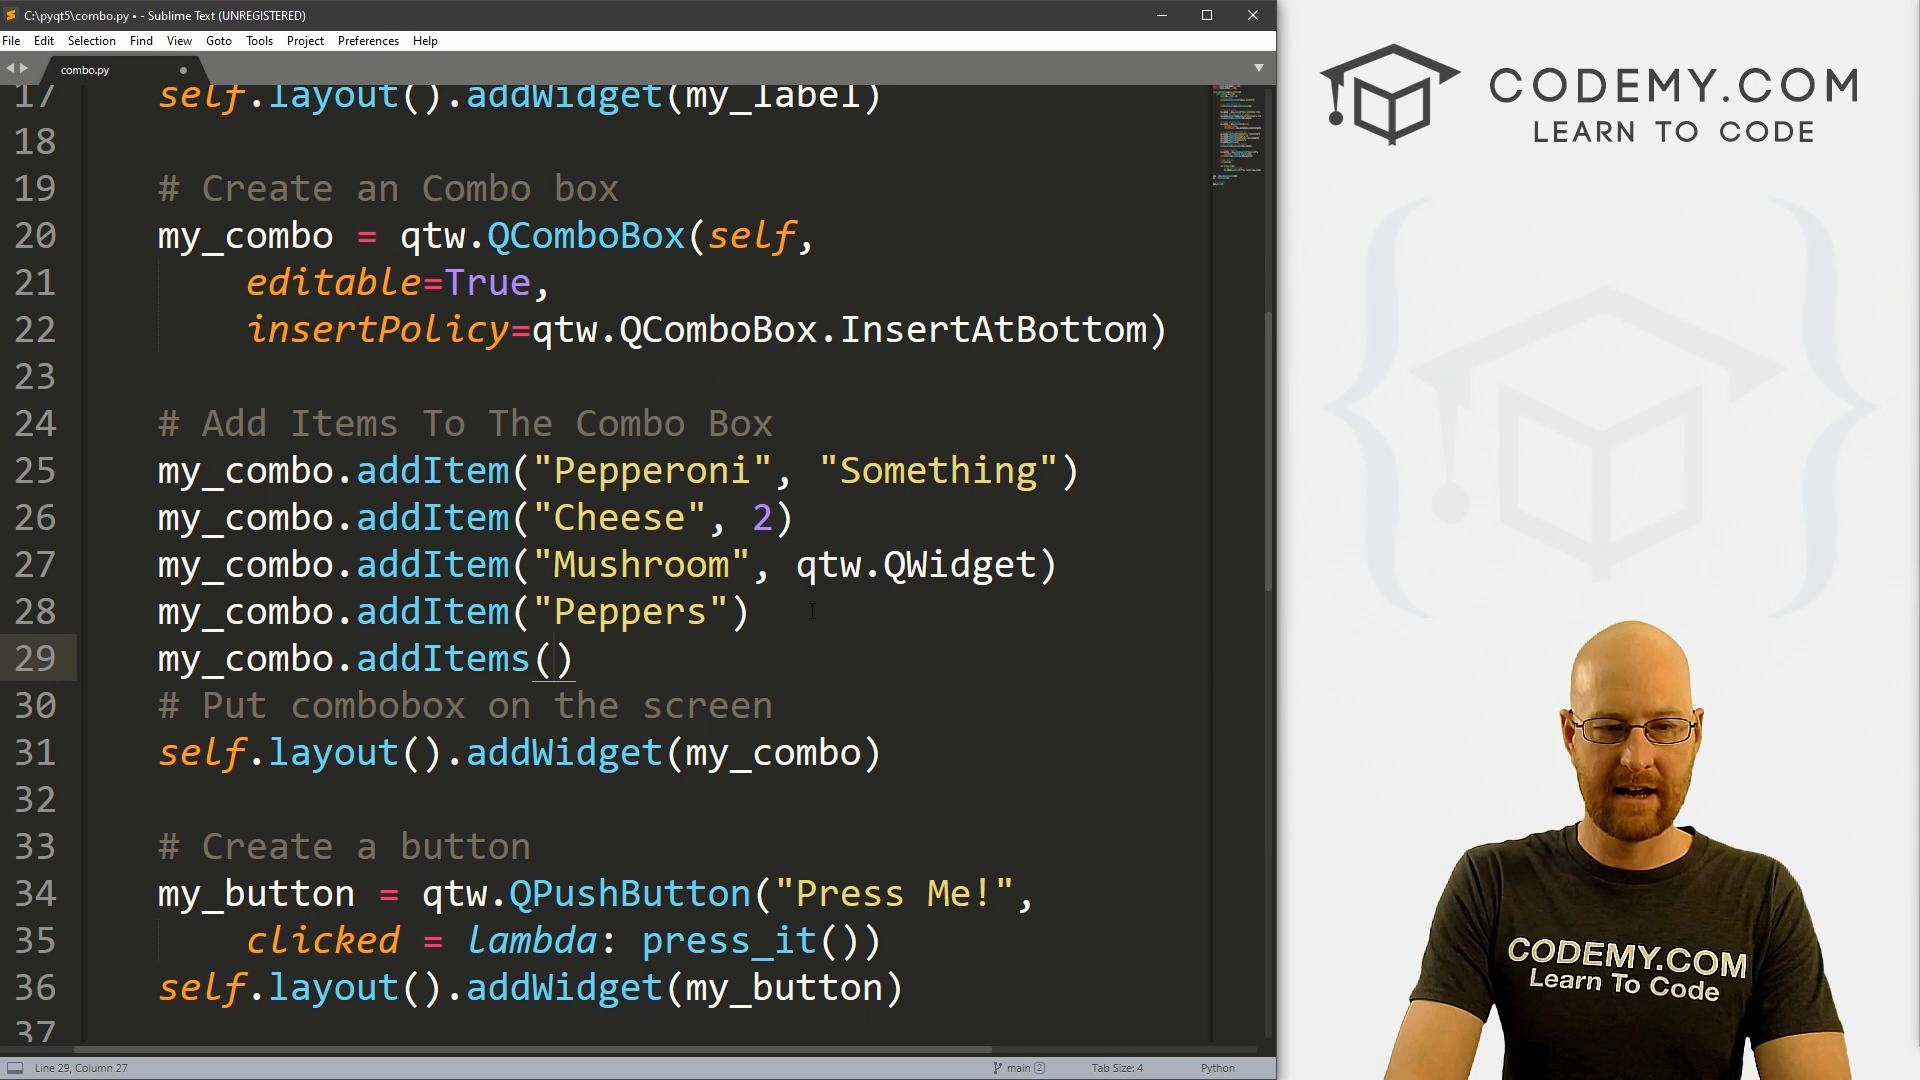 C:\pyqt5\combo.py • - Sublime Text (UNREGISTERED)
File Edit Selection Find View Goto Tools Project Preferences Help
combo.py
17 self.layout().addWidget(my_label)
18
19 # Create an Combo box
20 my_combo = qtw.QComboBox(self,
21 editable=True,
22 insertPolicy=qtw.QComboBox.InsertAtBottom)
23
24 # Add Items To The Combo Box
25 my_combo.addItem("Pepperoni", "Something")
26 my_combo.addItem("Cheese", 2)
27 my_combo.addItem("Mushroom", qtw.QWidget)
28 my_combo.addItem("Peppers")
29 my_combo.addItems()
30 # Put combobox on the screen
31 self.layout().addWidget(my_combo)
32
33 # Create a button
34 my_button = qtw.QPushButton("Press Me!",
35 clicked = lambda: press_it())
36 self.layout().addWidget(my_button)
37
Line 29, Column 27
main 2
Tab Size: 4
Python
CODEMY.COM
LEARN TO CODE
CODEMY.COM
Learn To Code